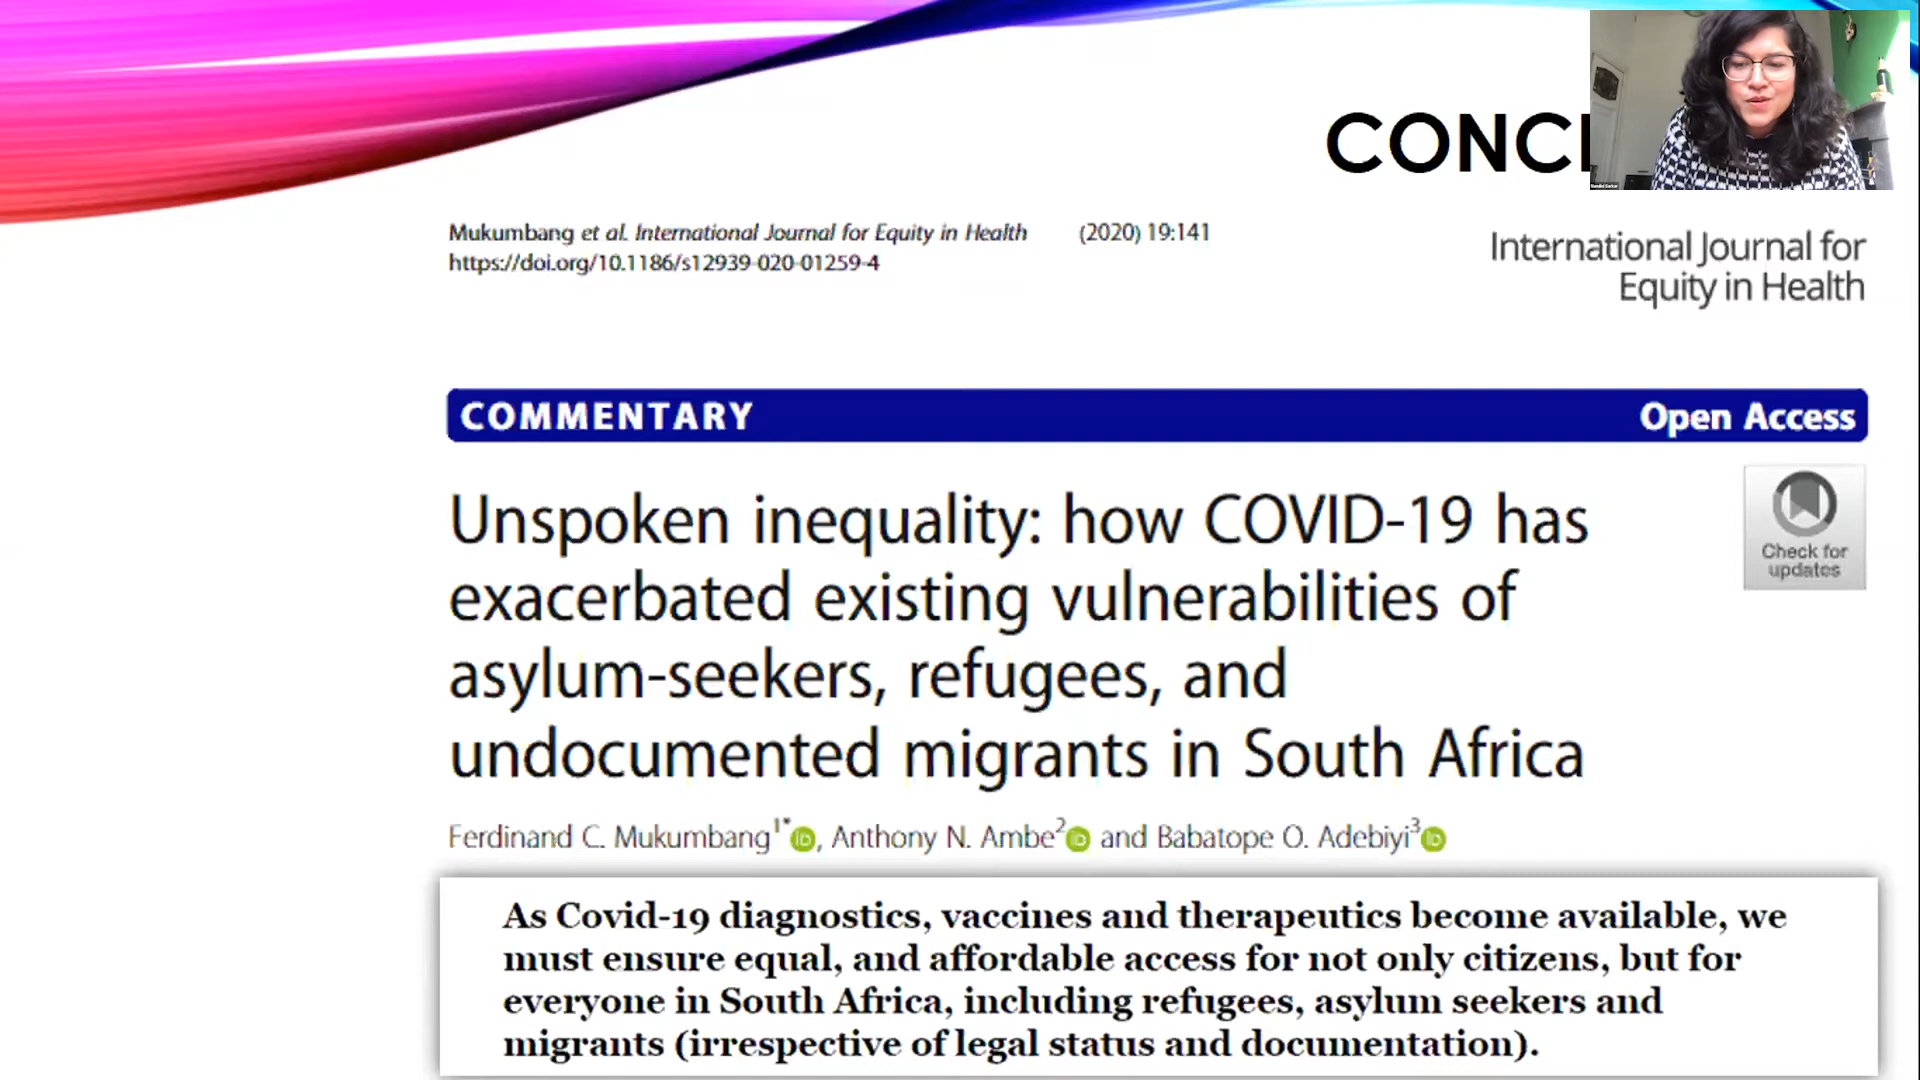 CONCL
Mukumbang et al. International Journal for Equity in Health (2020) 19:141
https://doi.org/10.1186/s12939-020-01259-4
International Journal for
Equity in Health
COMMENTARY Open Access
Unspoken inequality: how COVID-19 has
exacerbated existing vulnerabilities of
asylum-seekers, refugees, and
undocumented migrants in South Africa
Check for
updates
Ferdinand C. Mukumbang1* iD, Anthony N. Ambe2 iD and Babatope O. Adebiyi3 iD
As Covid-19 diagnostics, vaccines and therapeutics become available, we
must ensure equal, and affordable access for not only citizens, but for
everyone in South Africa, including refugees, asylum seekers and
migrants (irrespective of legal status and documentation).